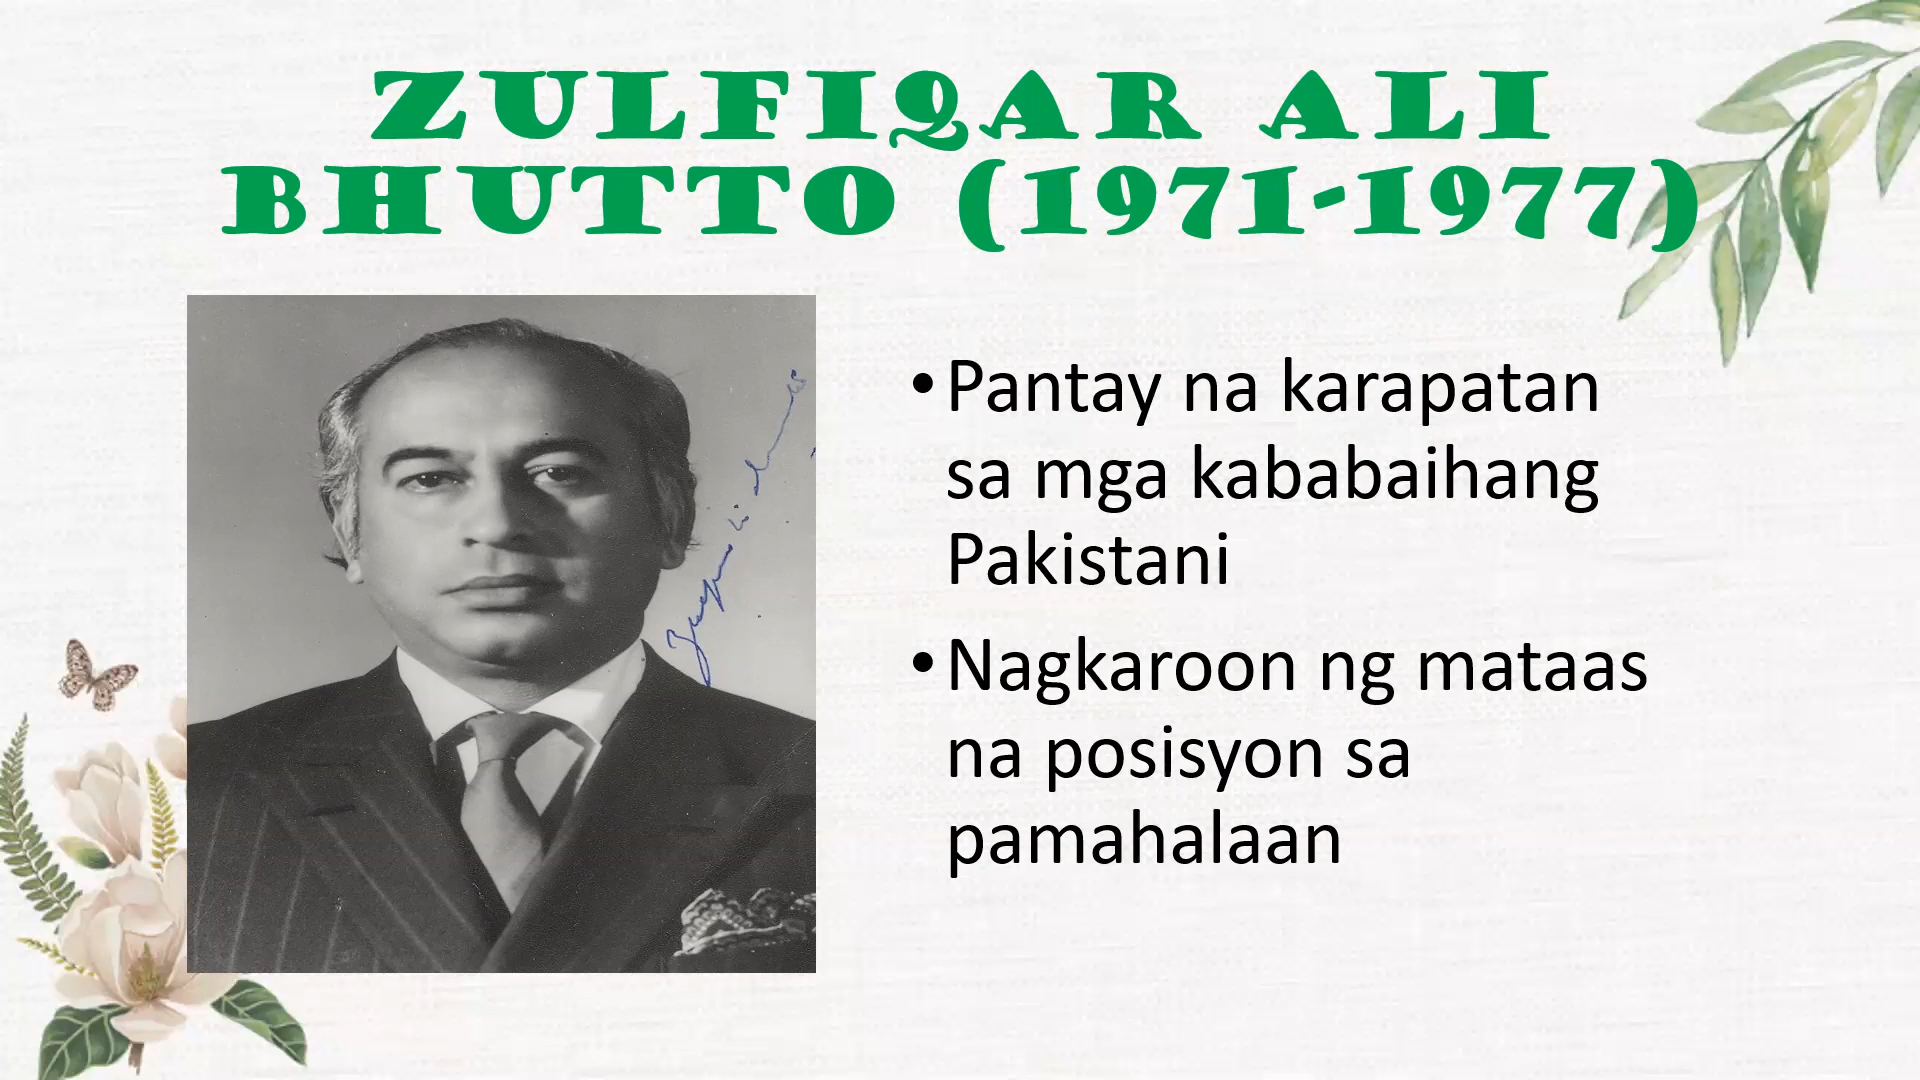 ZULFIQAR ALI
BHUTTO (1971-1977)
•Pantay na karapatan
sa mga kababaihang
Pakistani
•Nagkaroon ng mataas
na posisyon sa
pamahalaan